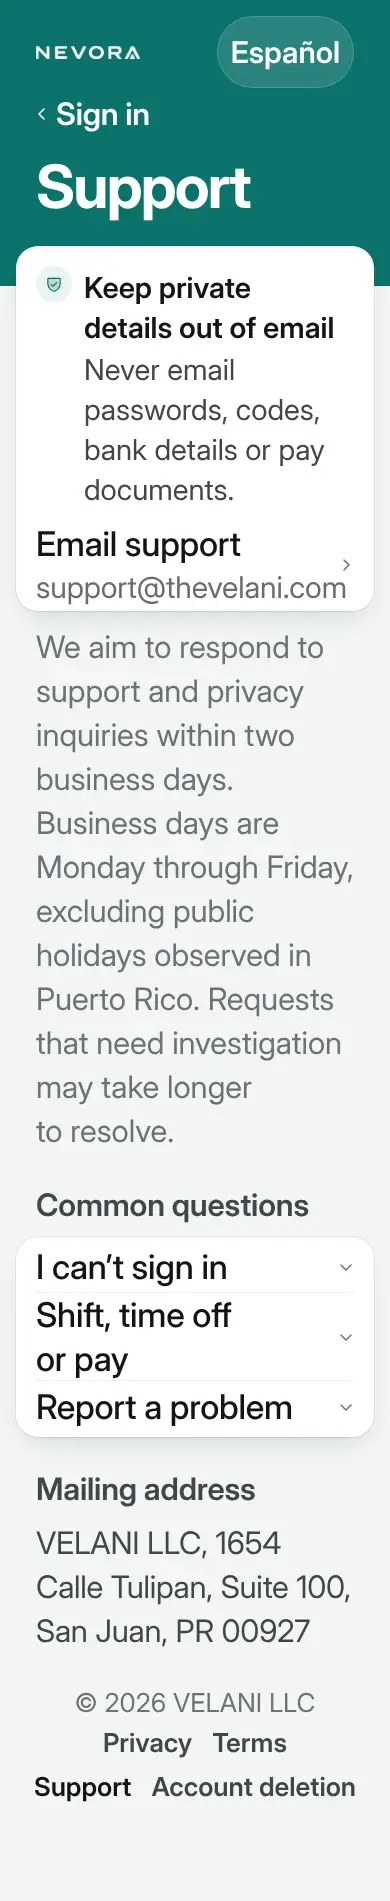 NEVORA
Español
Sign in
Support
Keep private
details out of email
Never email
passwords, codes,
bank details or pay
documents.
Email support
support@thevelani.com
We aim to respond to
support and privacy
inquiries within two
business days.
Business days are
Monday through Friday,
excluding public
holidays observed in
Puerto Rico. Requests
that need investigation
may take longer
to resolve.
Common questions
I can’t sign in
Shift, time off
or pay
Report a problem
Mailing address
VELANI LLC, 1654
Calle Tulipan, Suite 100,
San Juan, PR 00927
© 2026 VELANI LLC
Privacy Terms
Support Account deletion